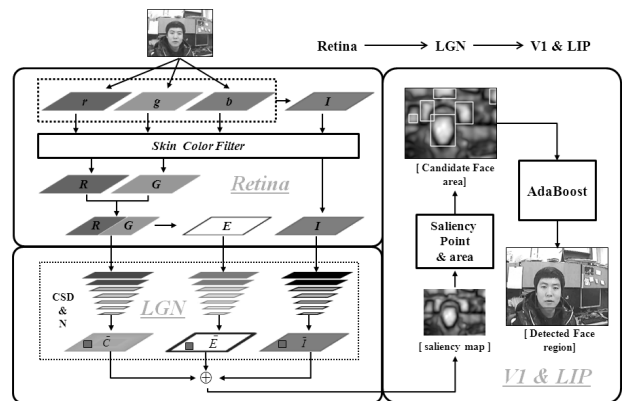 Retina LGN V1 & LIP
r g b I
Skin Color Filter
R G
Retina
R G E I
CSD
&
N
LGN
C̄ Ē Ī
[ Candidate Face
area]
AdaBoost
Saliency
Point
& area
[ saliency map ]
[ Detected Face
region]
V1 & LIP